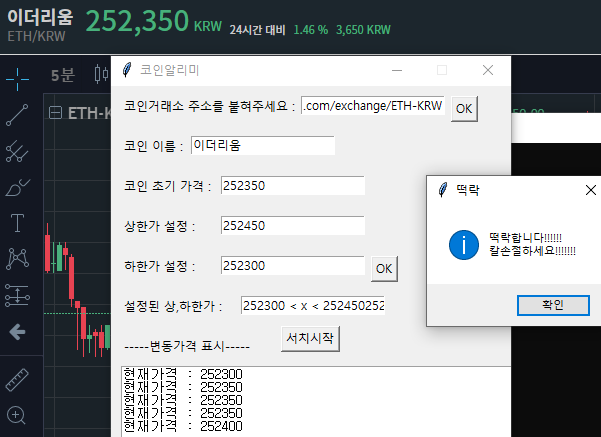 이더리움 252,350 KRW 24시간 대비 1.46 % 3,650 KRW
ETH/KRW
5분
ETH-KR
코인알리미
코인거래소 주소를 붙혀주세요 : .com/exchange/ETH-KRW OK
코인 이름 : 이더리움
코인 초기 가격 : 252350
상한가 설정 : 252450
하한가 설정 : 252300 OK
설정된 상,하한가 : 252300 < x < 252450252
-----변동가격 표시----- 서치시작
현재가격 : 252300
현재가격 : 252350
현재가격 : 252350
현재가격 : 252350
현재가격 : 252400
떡락
떡락합니다!!!!!!
칼손절하세요!!!!!!!
확인